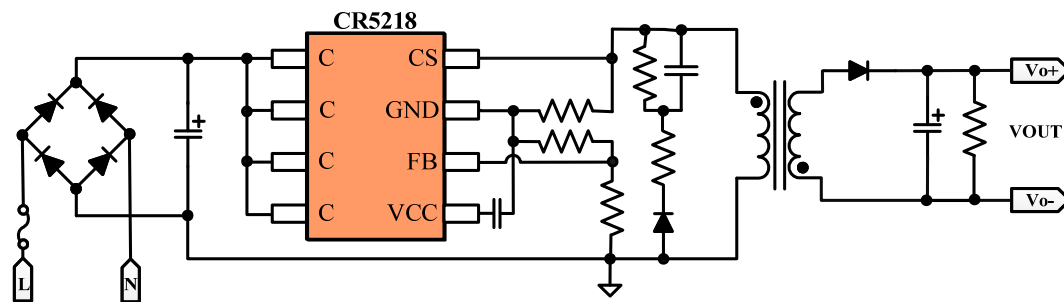 CR5218
C CS
C GND
C FB
C VCC
+
+
Vo+
VOUT
Vo-
L
N